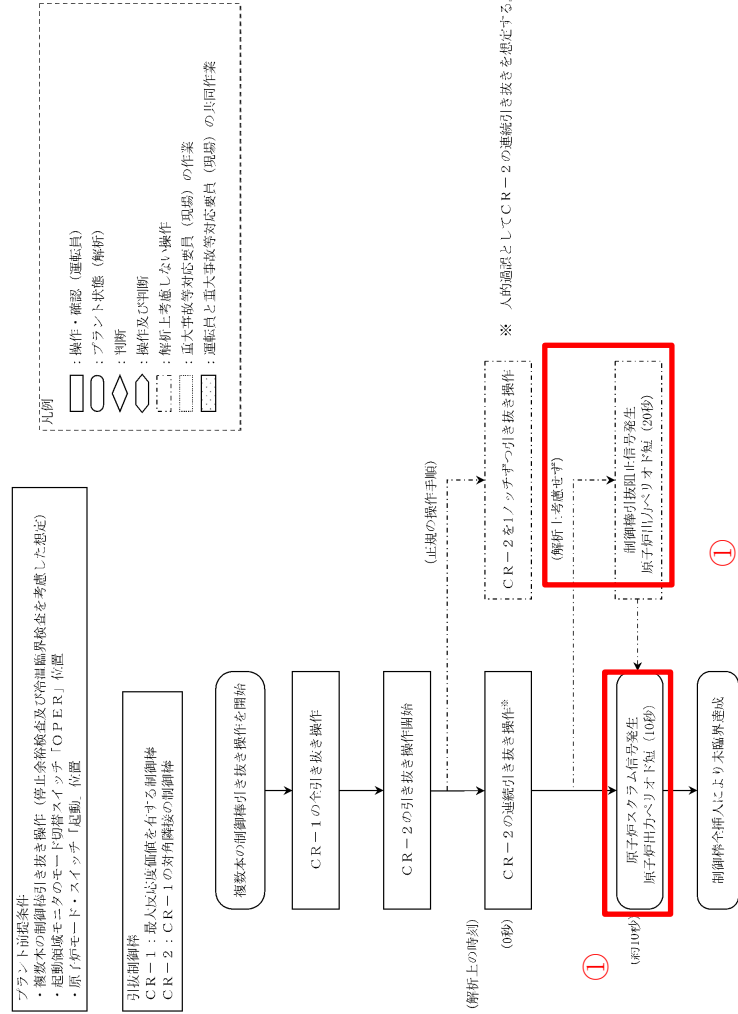 プラント前提条件
・複数本の制御棒引き抜き操作（停止余裕検査及び冷温臨界検査を考慮した想定）
・起動領域モニタのモード切替スイッチ「ＯＰＥＲ」位置
・原子炉モード・スイッチ「起動」位置
引抜制御棒
ＣＲ－１：最大反応度価値を有する制御棒
ＣＲ－２：ＣＲ－１の対角隣接の制御棒
凡例
：操作・確認（運転員）
：プラント状態（解析）
：判断
：操作及び判断
：解析上考慮しない操作
：重大事故等対応要員（現場）の作業
：運転員と重大事故等対応要員（現場）の共同作業
複数本の制御棒引き抜き操作を開始
ＣＲ－１の全引き抜き操作
ＣＲ－２の引き抜き操作開始
(正規の操作手順)
(解析上の時刻)
(0秒)
ＣＲ－２の連続引き抜き操作※
ＣＲ－２を1ノッチずつ引き抜き操作
※　人的過誤としてＣＲ－２の連続引き抜きを想定する。
(解析上考慮せず)
①
(約10秒)
原子炉スクラム信号発生
原子炉出力ペリオド短（10秒）
制御棒引抜阻止信号発生
原子炉出力ペリオド短（20秒）
①
制御棒全挿入により未臨界達成